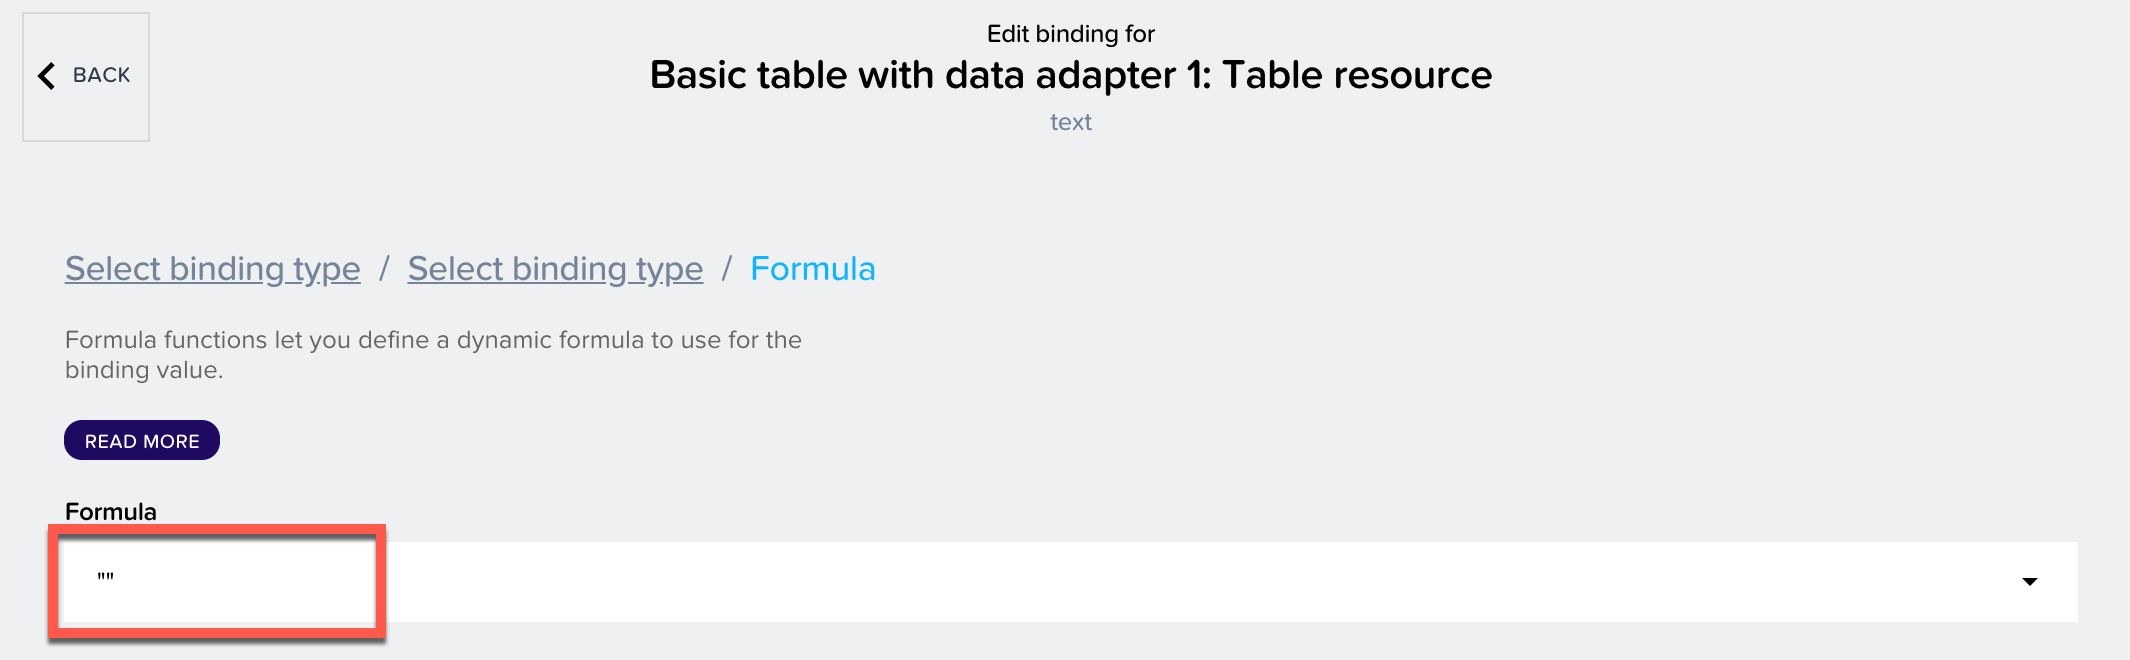 BACK
Edit binding for
Basic table with data adapter 1: Table resource
text
Select binding type / Select binding type / Formula
Formula functions let you define a dynamic formula to use for the
binding value.
READ MORE
Formula
""